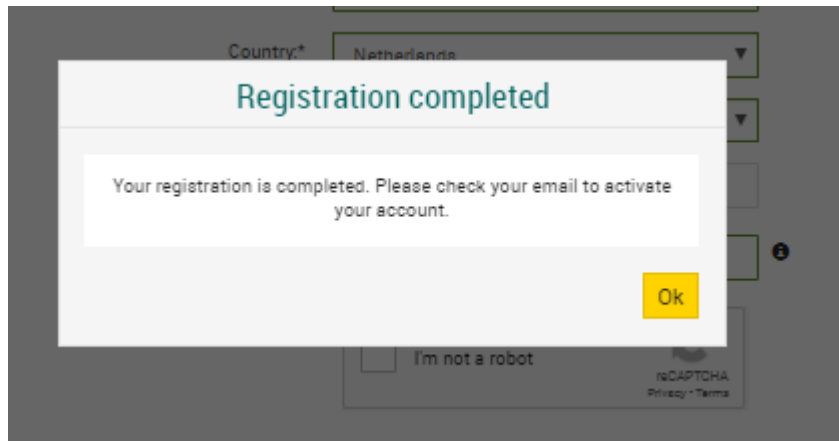 Country:*
Netherlands
Registration completed
Your registration is completed. Please check your email to activate
your account.
Ok
I'm not a robot
reCAPTCHA
Privacy - Terms